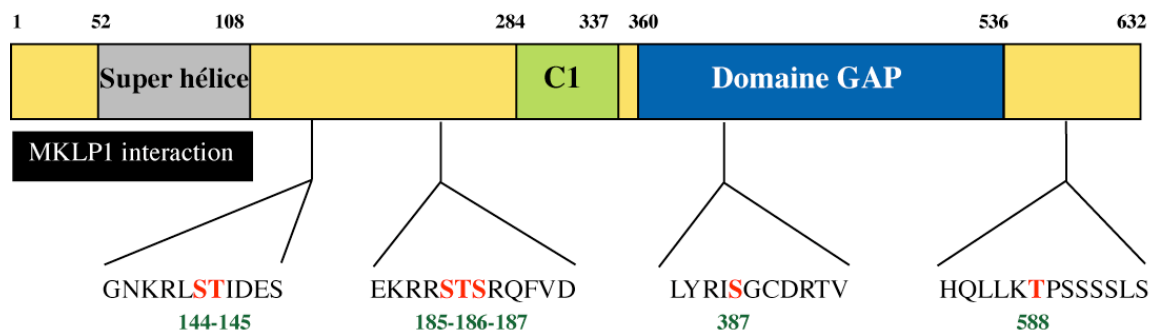 1 52 108 284 337 360 536 632
Super hélice C1 Domaine GAP
MKLP1 interaction
GNKRLSTIDES EKRRSTSRQFVD LYRISGCDRTV HQLLKTPSSSSLS
144-145 185-186-187 387 588